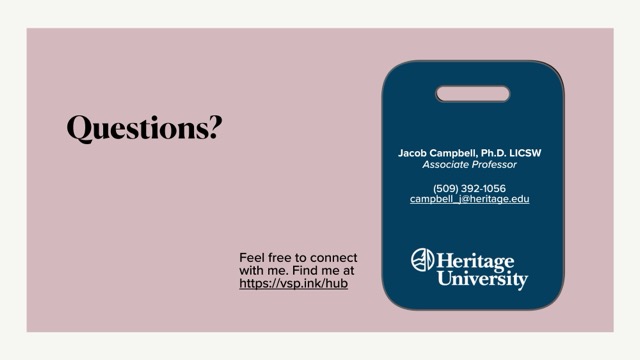 Questions?
Feel free to connect
with me. Find me at
https://vsp.ink/hub
Jacob Campbell, Ph.D. LICSW
Associate Professor
(509) 392-1056
campbell_j@heritage.edu
Heritage
University